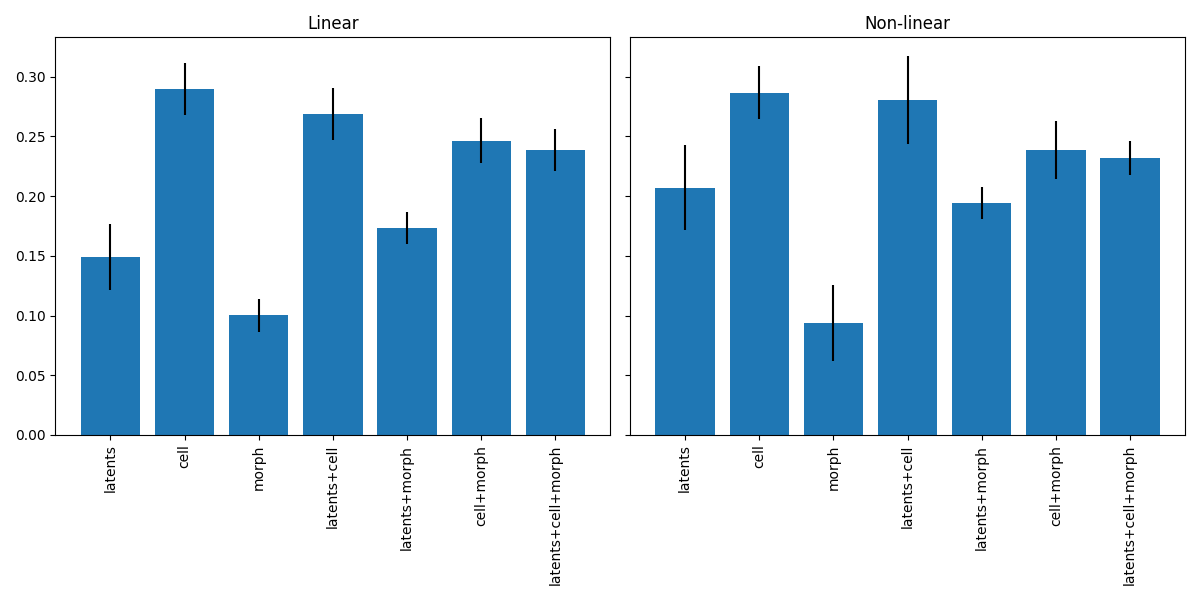 Linear
Non-linear
0.30
0.25
0.20
0.15
0.10
0.05
0.00
latents
cell
morph
latents+cell
latents+morph
cell+morph
latents+cell+morph
latents
cell
morph
latents+cell
latents+morph
cell+morph
latents+cell+morph